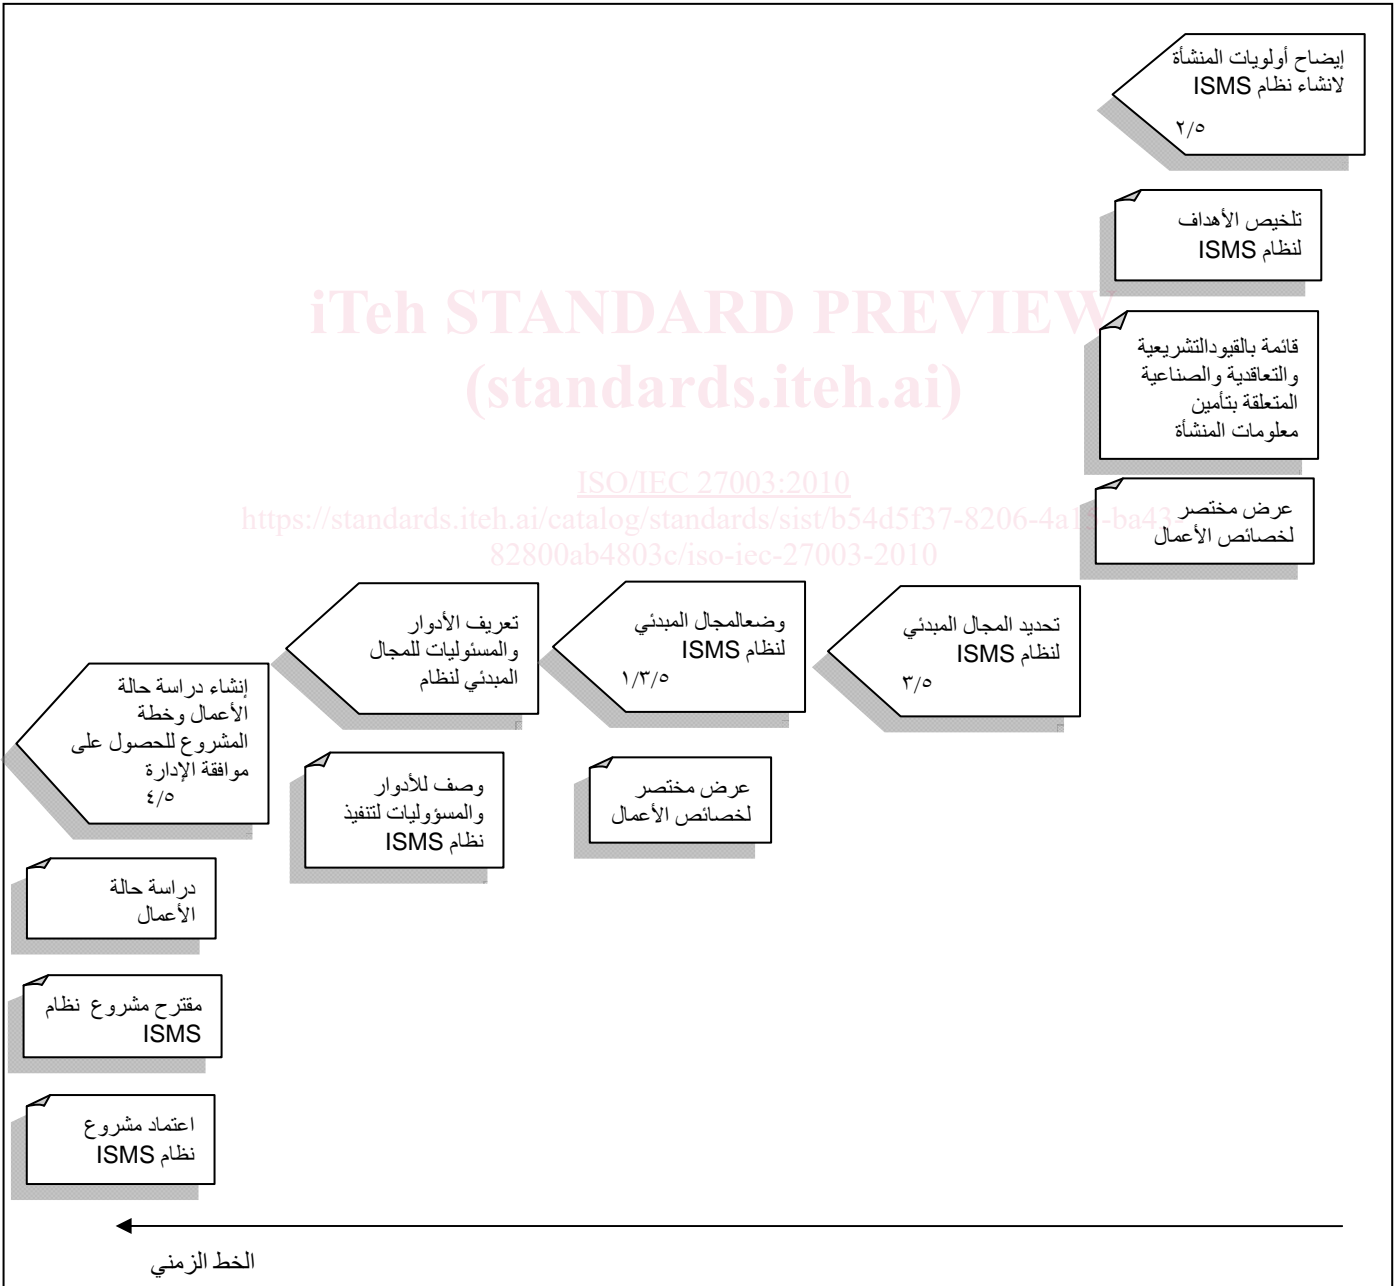 إيضاح أولويات المنشأة
لانشاء نظام ISMS
٢/٥
تلخيص الأهداف
لنظام ISMS
iTeh STANDARD PREVIEW
(standards.iteh.ai)
قائمة بالقيودالتشريعية
والتعاقدية والصناعية
المتعلقة بتأمين
معلومات المنشأة
ISO/IEC 27003:2010
https://standards.iteh.ai/catalog/standards/sist/b54d5f37-8206-4a15-ba43-
82800ab4803c/iso-iec-27003-2010
عرض مختصر
لخصائص الأعمال
تحديد المجال المبدئي
لنظام ISMS
٣/٥
وضعالمجال المبدئي
لنظام ISMS
١/٣/٥
عرض مختصر
لخصائص الأعمال
تعريف الأدوار
والمسئوليات للمجال
المبدئي لنظام
وصف للأدوار
والمسؤوليات لتنفيذ
نظام ISMS
إنشاء دراسة حالة
الأعمال وخطة
المشروع للحصول على
موافقة الإدارة
٤/٥
دراسة حالة
الأعمال
مقترح مشروع نظام
ISMS
اعتماد مشروع
نظام ISMS
الخط الزمني